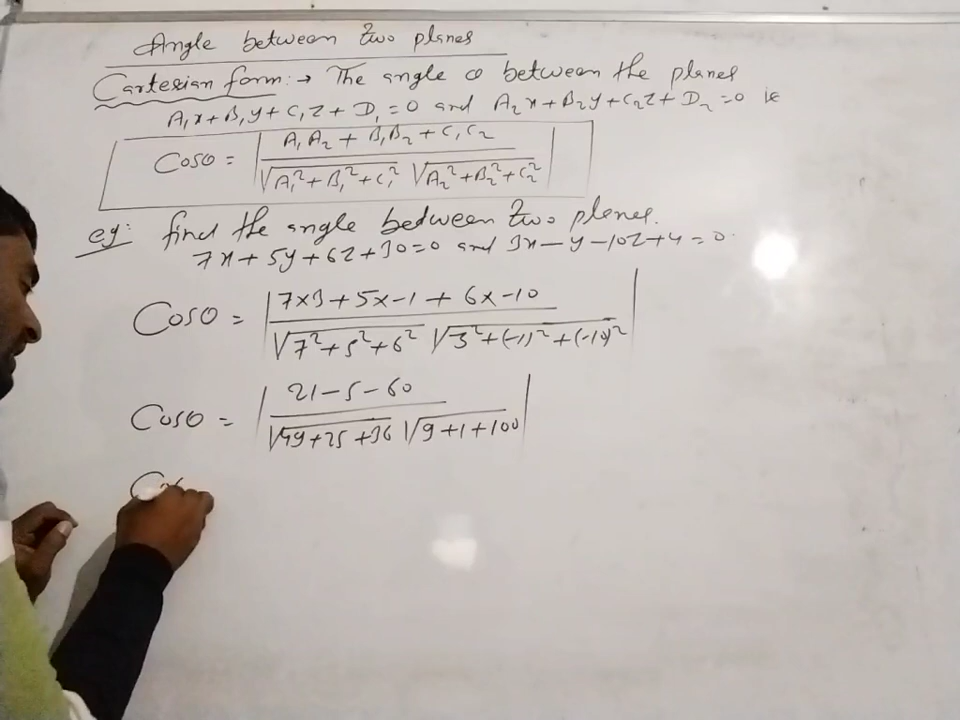 Angle between two planes
Cartesian form :→ The angle θ between the planes
A₁x + B₁y + C₁z + D₁ = 0 and A₂x + B₂y + C₂z + D₂ = 0 is
Cosθ = | A₁A₂ + B₁B₂ + C₁C₂ / √A₁²+B₁²+C₁² √A₂²+B₂²+C₂² |
eg: find the angle bedween two planes.
7x + 5y + 6z + 30 = 0 and 3x − y − 10z + 4 = 0.
Cosθ = | 7×3 + 5×-1 + 6×-10 / √7²+5²+6² √3²+(-1)²+(-10)² |
Cosθ = | 21 − 5 − 60 / √49+25+36 √9+1+100 |
Co